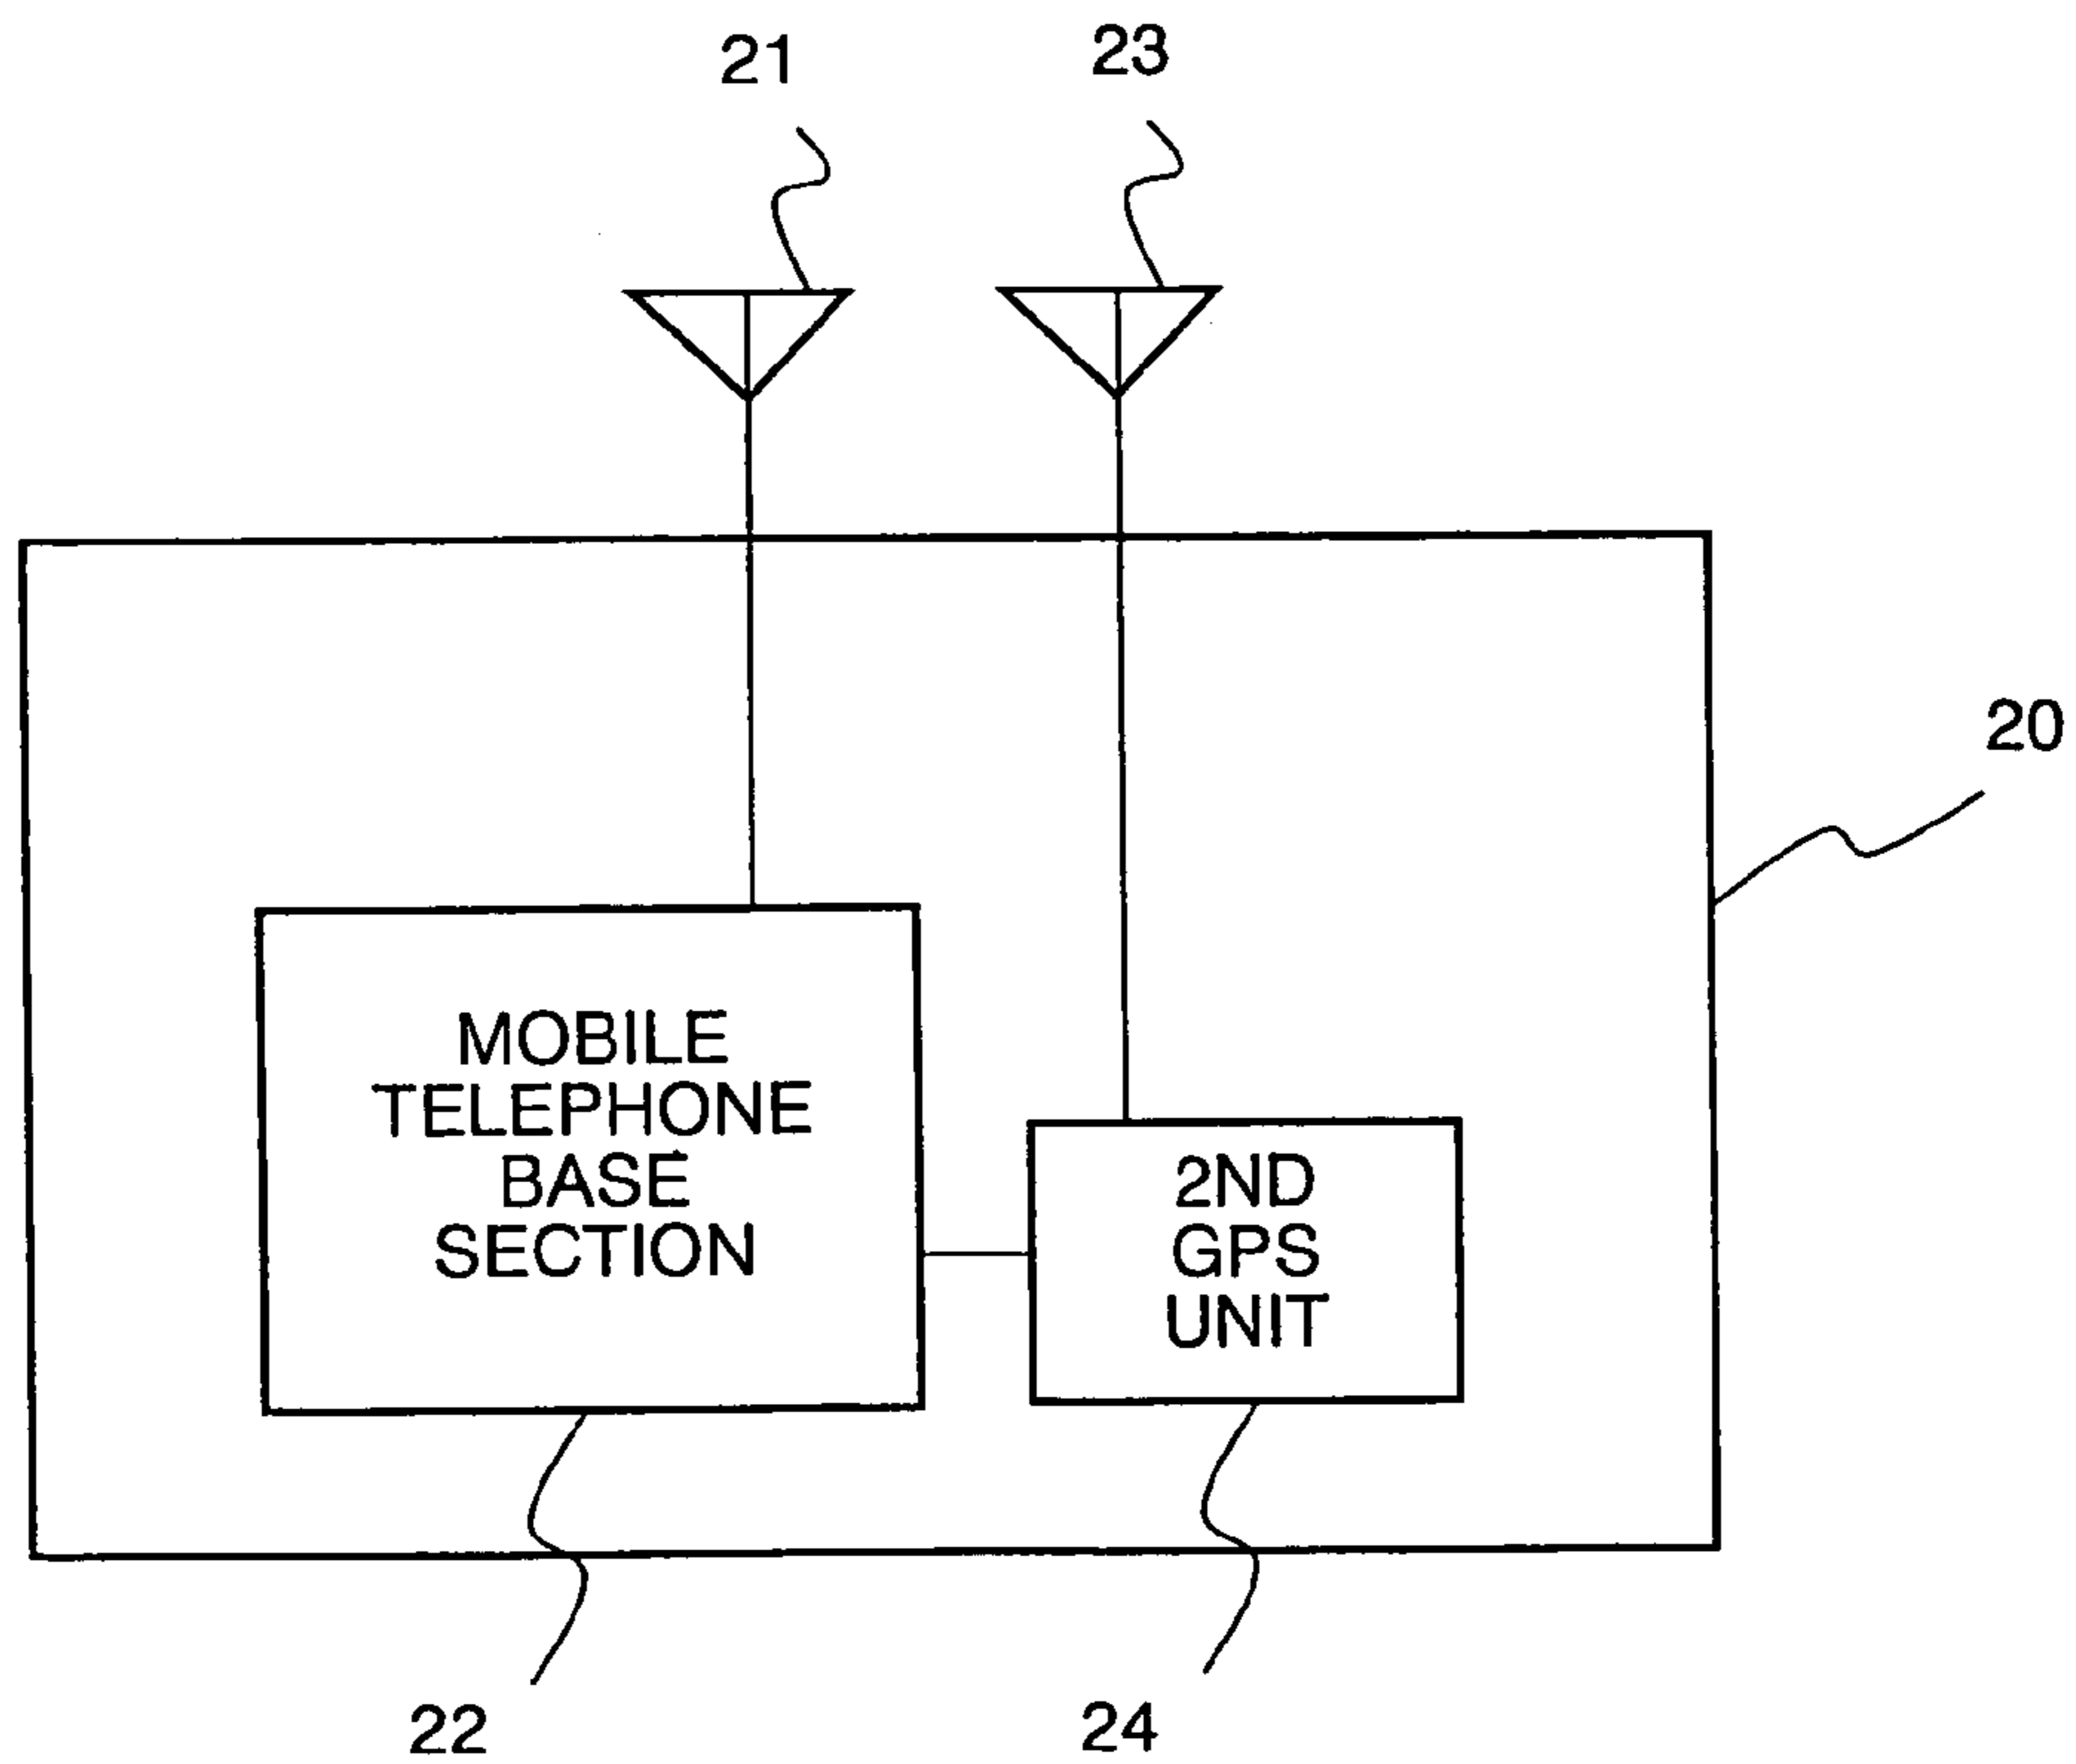 21
23
20
MOBILE
TELEPHONE
BASE
SECTION
2ND
GPS
UNIT
22
24